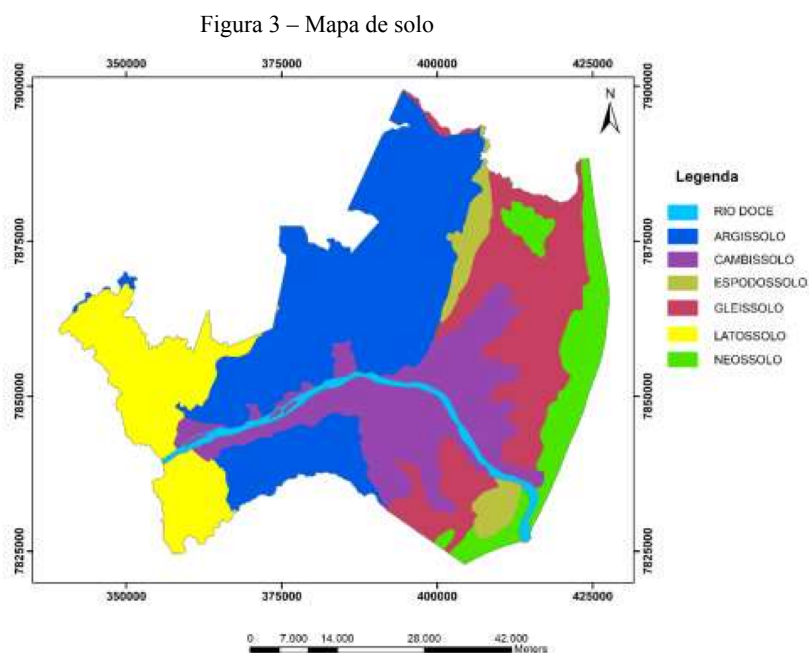 Figura 3 – Mapa de solo
350000 375000 400000 425000
7900000 7900000
N
Legenda
RIO DOCE
ARGISSOLO
CAMBISSOLO
ESPODOSSOLO
GLEISSOLO
LATOSSOLO
NEOSSOLO
7875000 7875000
7850000 7850000
7825000 7825000
350000 375000 400000 425000
0 7.000 14.000 28.000 42.000
Meters